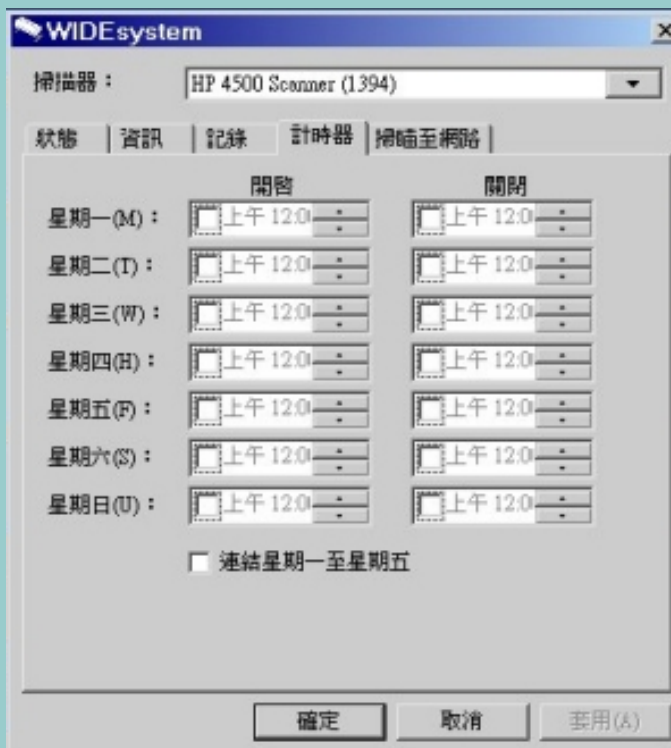 WIDEsystem
掃描器： HP 4500 Scanner (1394)
狀態 資訊 記錄 計時器 掃瞄至網路
開啓 關閉
星期一(M)： 上午 12:0 上午 12:0
星期二(T)： 上午 12:0 上午 12:0
星期三(W)： 上午 12:0 上午 12:0
星期四(H)： 上午 12:0 上午 12:0
星期五(F)： 上午 12:0 上午 12:0
星期六(S)： 上午 12:0 上午 12:0
星期日(U)： 上午 12:0 上午 12:0
連結星期一至星期五
確定 取消 套用(A)